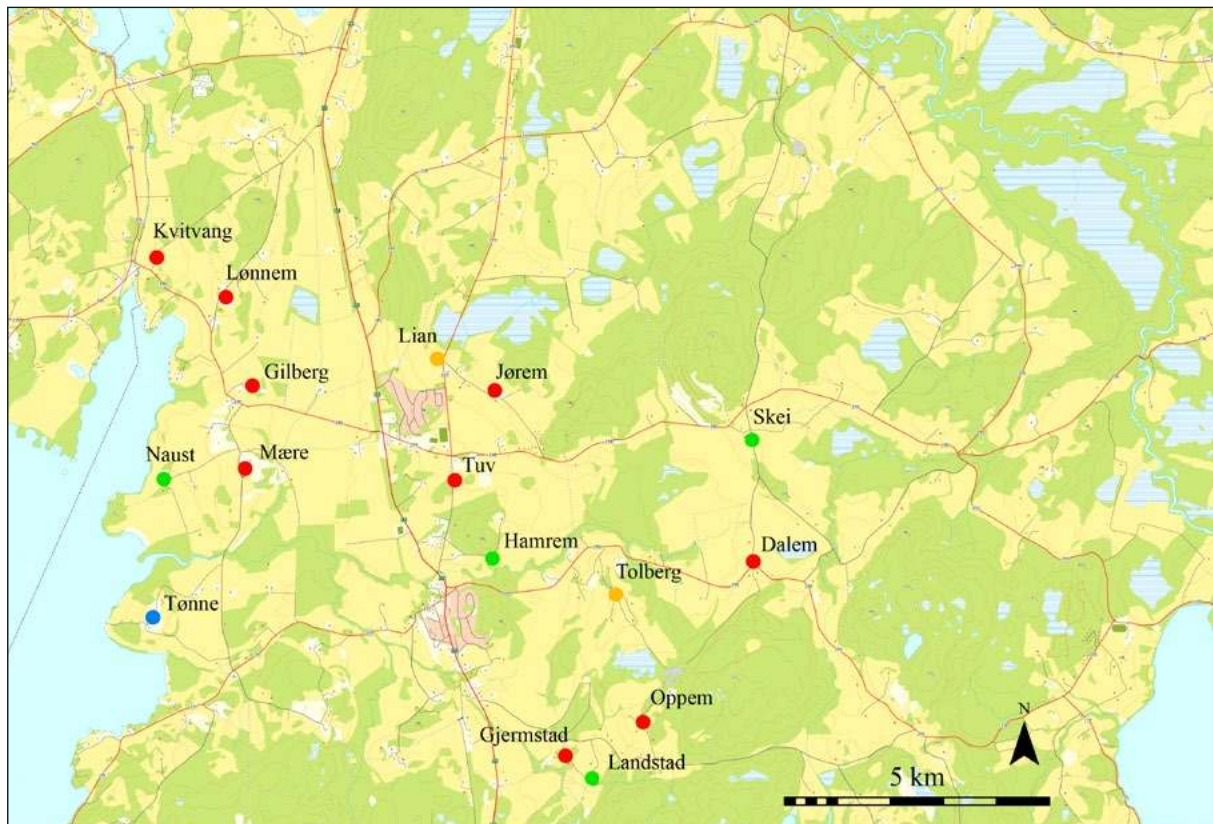 Kvitvang
Lønnem
Lian
Gilberg
Jørem
Skei
Naust
Mære
Tuv
Hamrem
Dalem
Tolberg
Tønne
Oppem
Gjermstad
Landstad
N
5 km